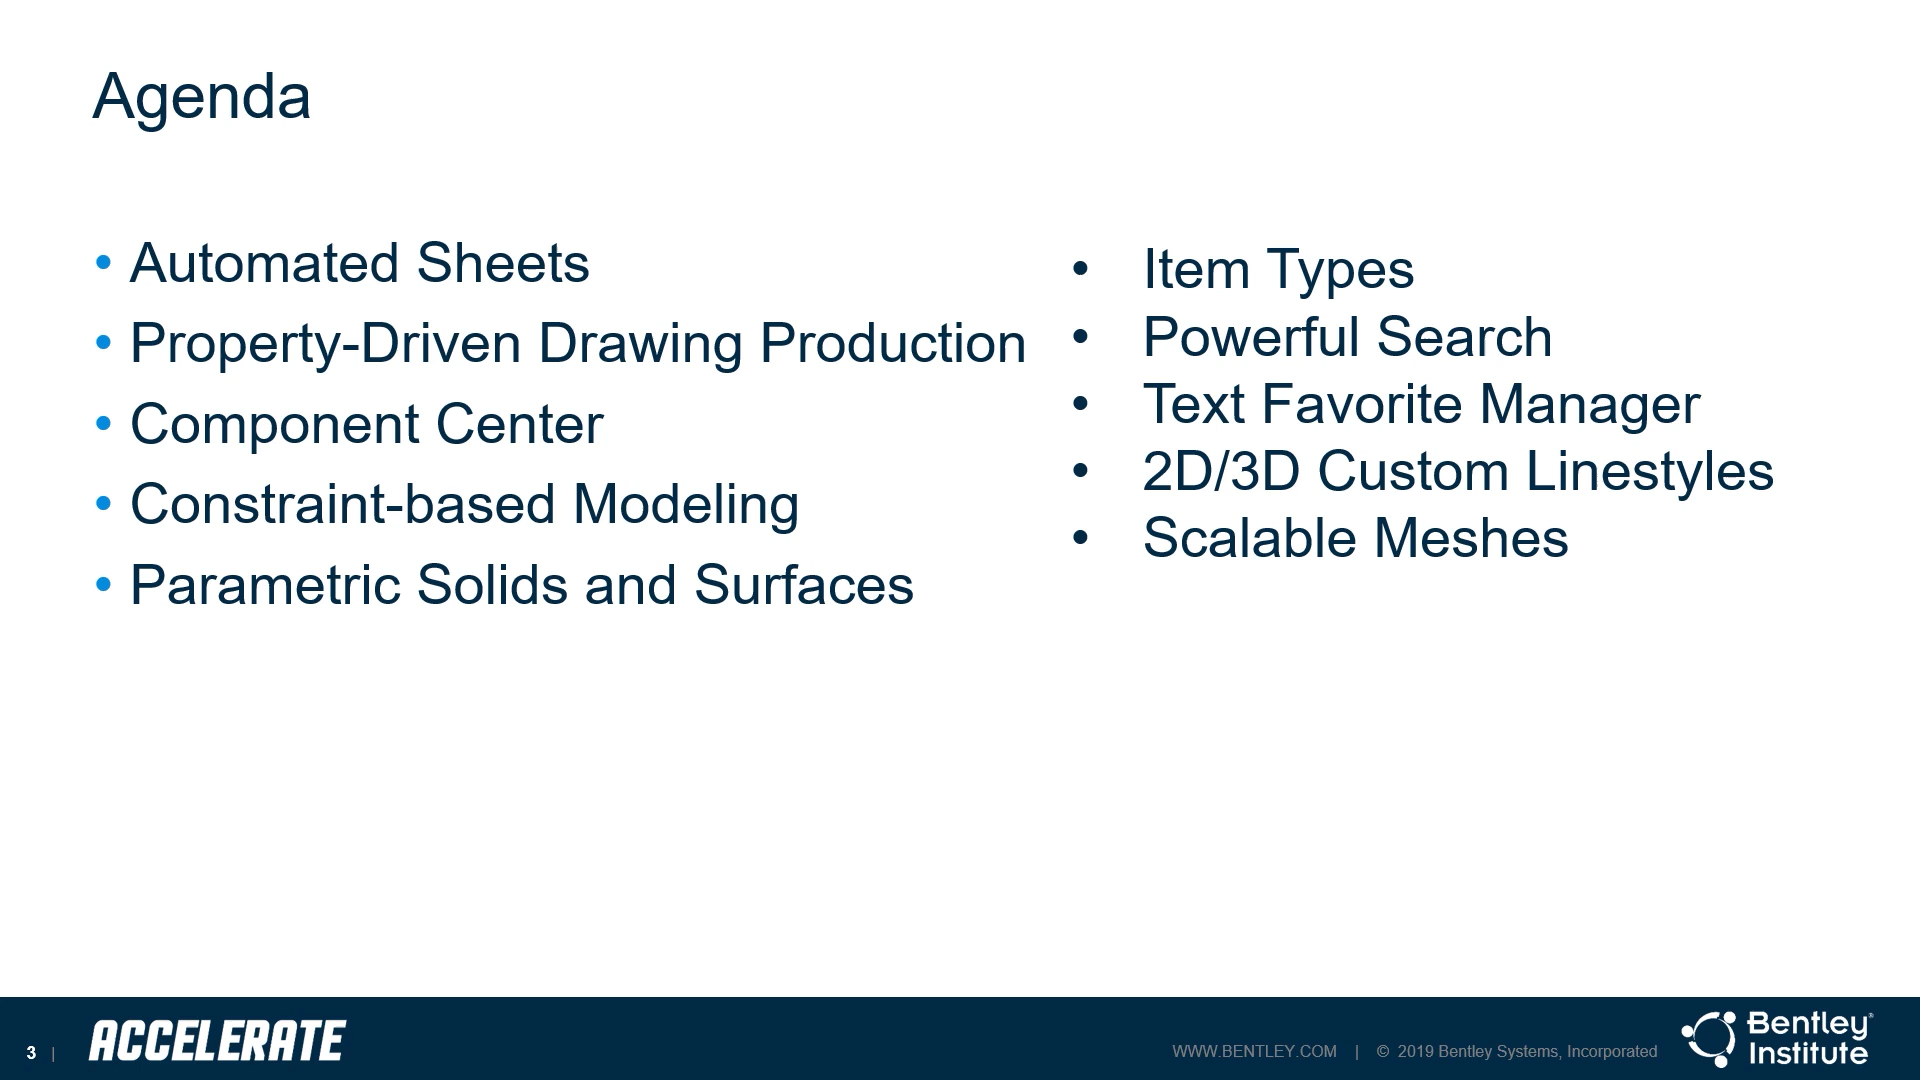 Agenda
• Automated Sheets
• Property-Driven Drawing Production
• Component Center
• Constraint-based Modeling
• Parametric Solids and Surfaces
• Item Types
• Powerful Search
• Text Favorite Manager
• 2D/3D Custom Linestyles
• Scalable Meshes
3 | ACCELERATE
WWW.BENTLEY.COM | © 2019 Bentley Systems, Incorporated
Bentley®
Institute